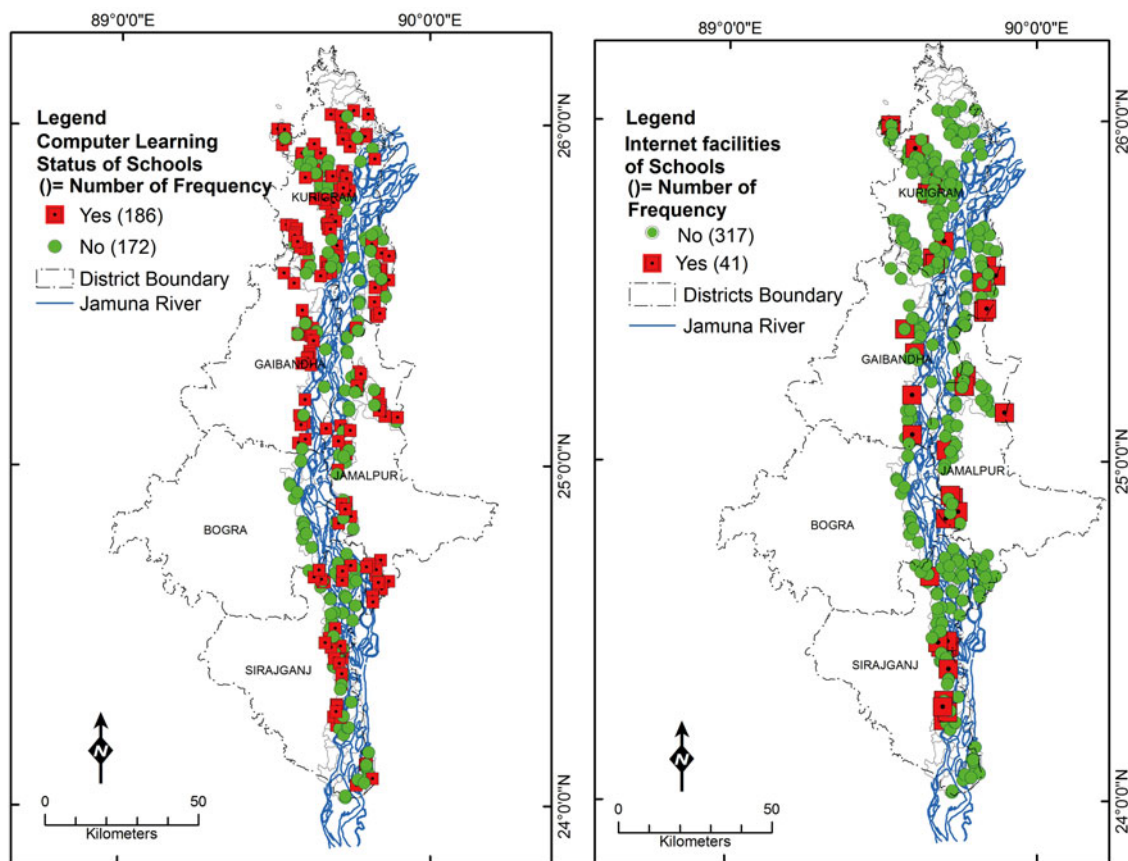 89°0'0"E
90°0'0"E
Legend
Computer Learning
Status of Schools
()= Number of Frequency
Yes (186)
No (172)
District Boundary
Jamuna River
KURIGRAM
GAIBANDHA
JAMALPUR
BOGRA
SIRAJGANJ
26°0'0"N
25°0'0"N
24°0'0"N
N
0
50
Kilometers
89°0'0"E
90°0'0"E
Legend
Internet facilities
of Schools
()= Number of
Frequency
No (317)
Yes (41)
Districts Boundary
Jamuna River
KURIGRAM
GAIBANDHA
JAMALPUR
BOGRA
SIRAJGANJ
26°0'0"N
25°0'0"N
24°0'0"N
N
0
50
Kilometers